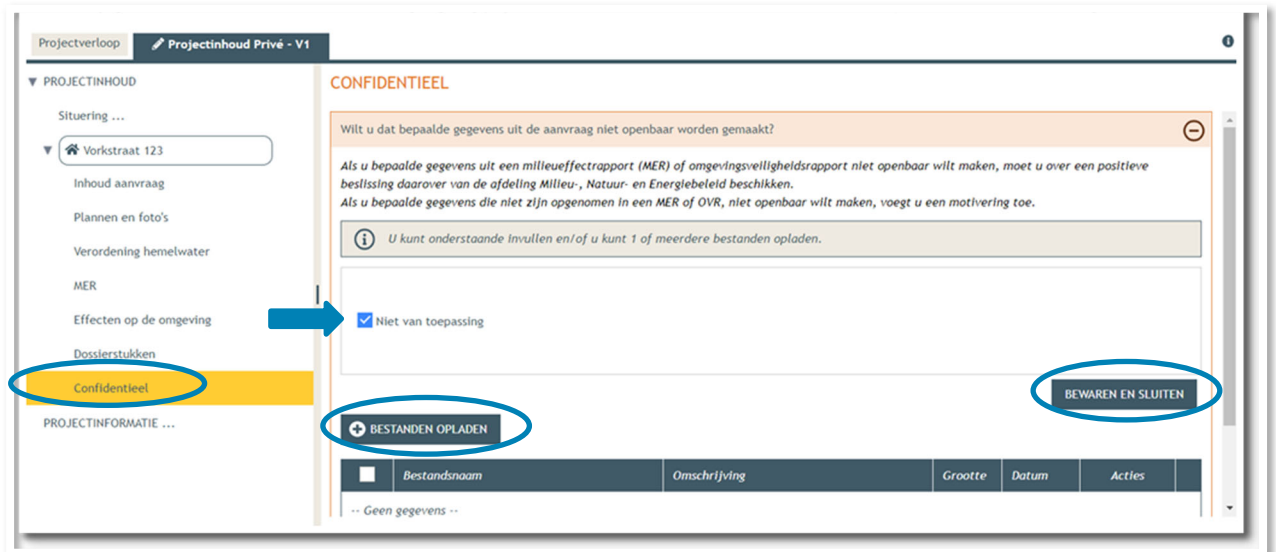 Projectverloop
Projectinhoud Privé - V1
PROJECTINHOUD
Situering ...
Vorkstraat 123
Inhoud aanvraag
Plannen en foto's
Verordening hemelwater
MER
Effecten op de omgeving
Dossierstukken
Confidentieel
PROJECTINFORMATIE ...
CONFIDENTIEEL
Wilt u dat bepaalde gegevens uit de aanvraag niet openbaar worden gemaakt?
Als u bepaalde gegevens uit een milieueffectrapport (MER) of omgevingsveiligheidsrapport niet openbaar wilt maken, moet u over een positieve
beslissing daarover van de afdeling Milieu-, Natuur- en Energiebeleid beschikken.
Als u bepaalde gegevens die niet zijn opgenomen in een MER of OVR, niet openbaar wilt maken, voegt u een motivering toe.
U kunt onderstaande invullen en/of u kunt 1 of meerdere bestanden opladen.
Niet van toepassing
BEWAREN EN SLUITEN
BESTANDEN OPLADEN
Bestandsnaam Omschrijving Grootte Datum Acties
-- Geen gegevens --